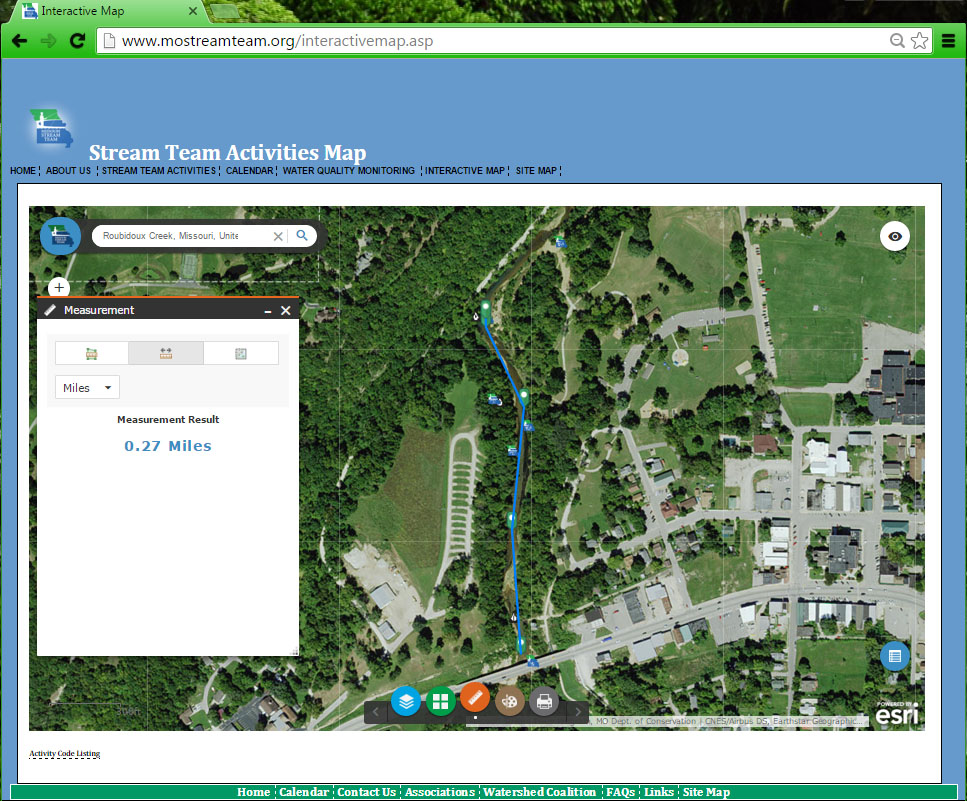 Interactive Map
www.mostreamteam.org/interactivemap.asp
MISSOURI STREAM TEAM
Stream Team Activities Map
HOME ¦ ABOUT US ¦ STREAM TEAM ACTIVITIES ¦ CALENDAR ¦ WATER QUALITY MONITORING ¦ INTERACTIVE MAP ¦ SITE MAP ¦
Roubidoux Creek, Missouri, Unite
Measurement
Miles
Measurement Result
0.27 Miles
, MO Dept. of Conservation | CNES/Airbus DS, Earthstar Geographic...
POWERED BY
esri
Activity Code Listing
Home ¦ Calendar ¦ Contact Us ¦ Associations ¦ Watershed Coalition ¦ FAQs ¦ Links ¦ Site Map